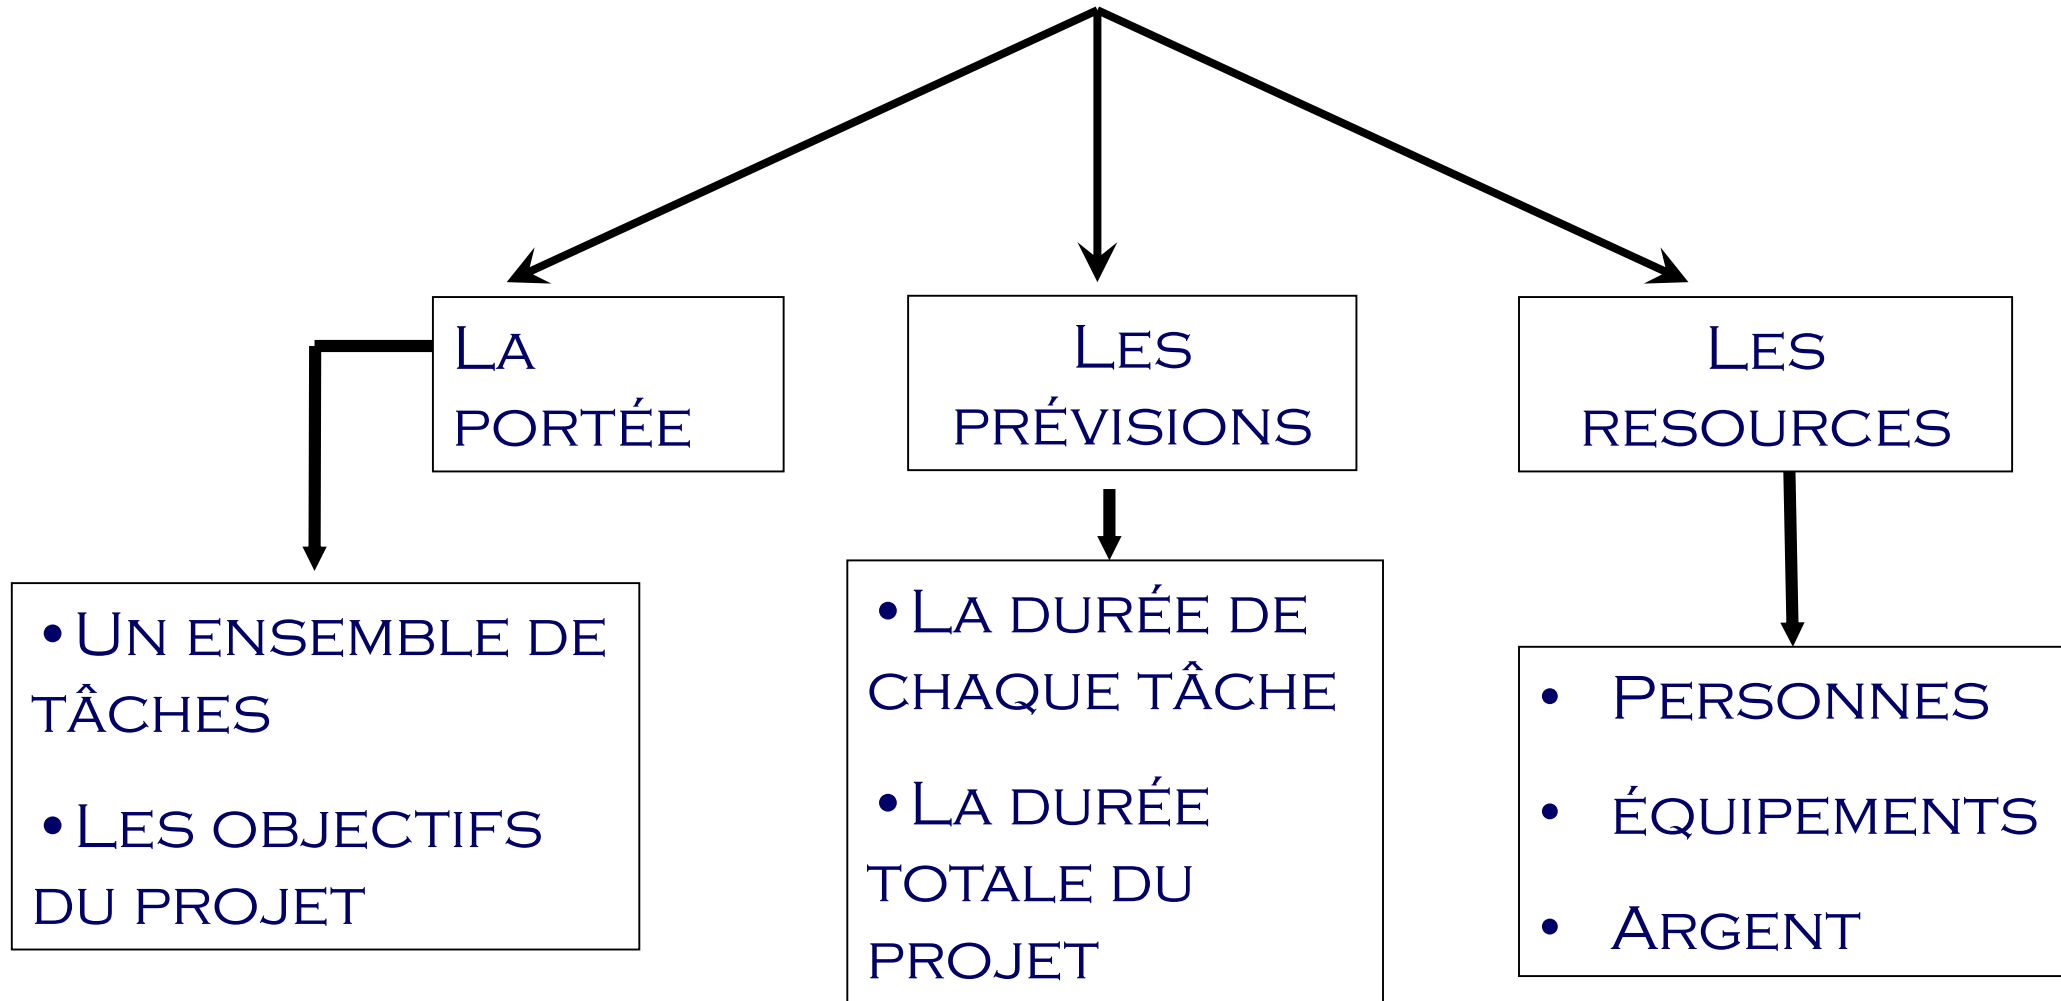 La
portée
Les
prévisions
Les
resources
• Un ensemble de
tâches
• Les objectifs
du projet
• La durée de
chaque tâche
• La durée
totale du
projet
• Personnes
• équipements
• Argent